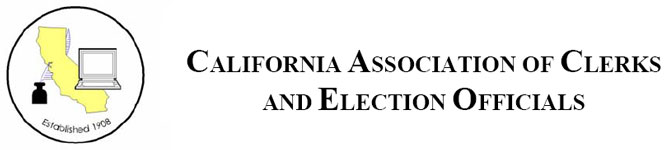 CALIFORNIA ASSOCIATION OF CLERKS
AND ELECTION OFFICIALS
Established 1908